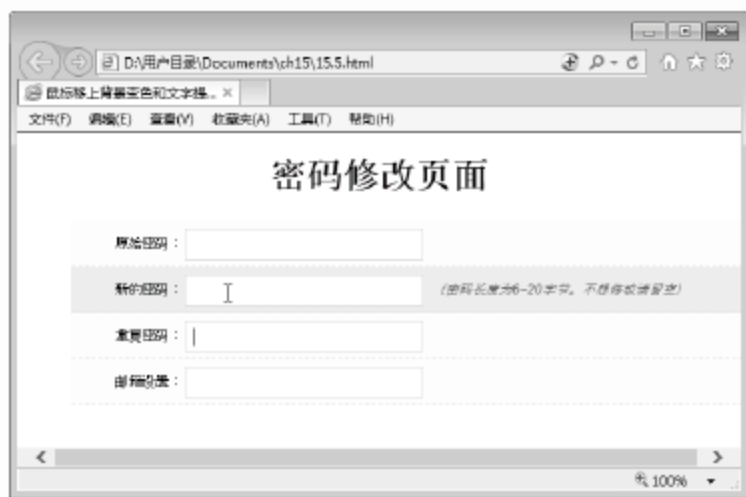 D:\用户目录\Documents\ch15\15.5.html
鼠标移上背景变色和文字提...
文件(F) 编辑(E) 查看(V) 收藏夹(A) 工具(T) 帮助(H)
密码修改页面
原始密码：
新的密码： (密码长度为6~20字节。不想修改请留空)
重复密码：
邮箱设置：
100%